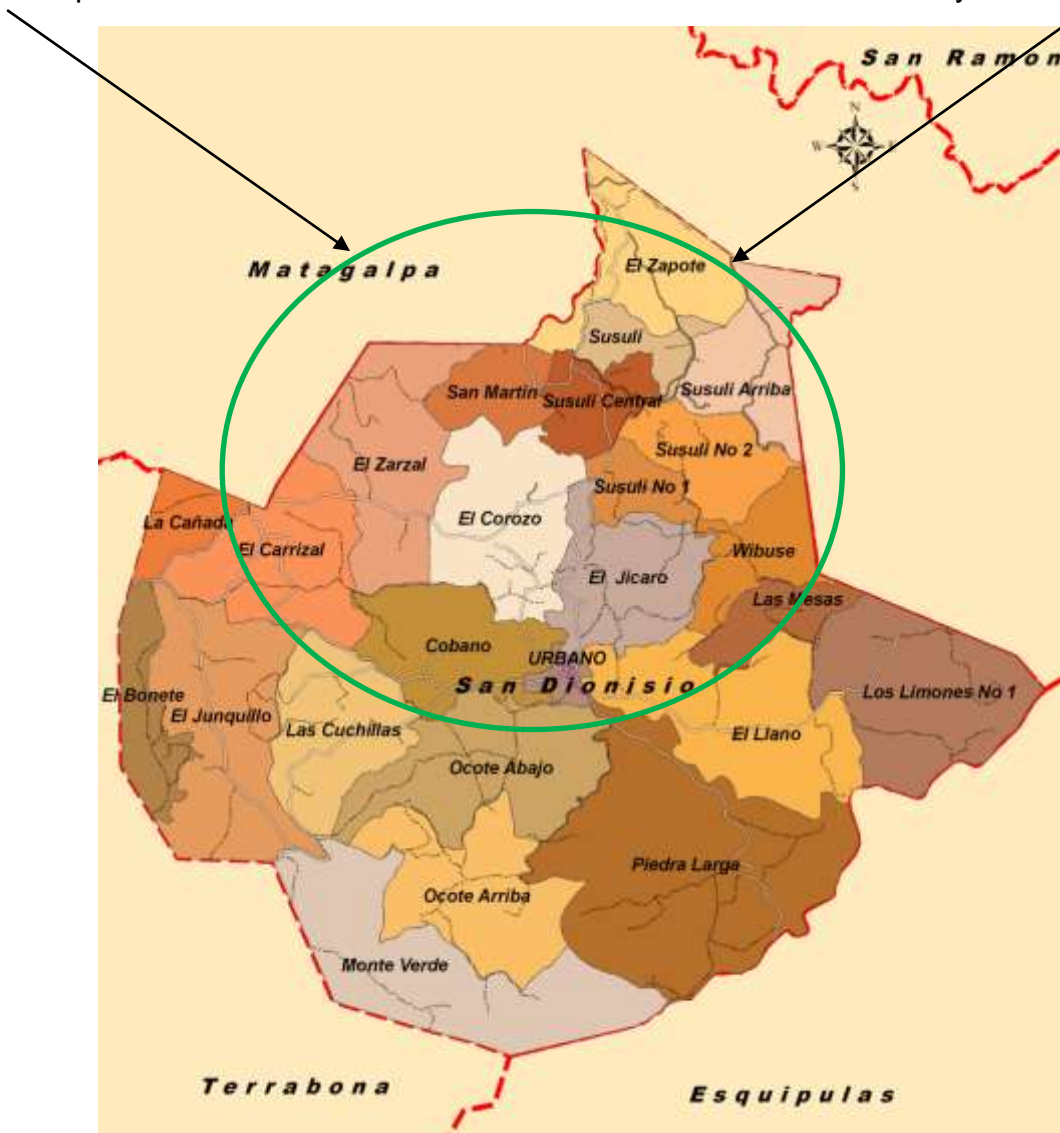 San Ramon
N
W
S
Matagalpa
El Zapote
Susuli
San Martin
Susuli Central
Susuli Arriba
El Zarzal
Susuli No 2
Susuli No 1
El Corozo
La Cañada
El Carrizal
Wibuse
El Jicaro
Las Mesas
Cobano
URBANO
San Dionisio
El Bonete
El Junquillo
Las Cuchillas
Los Limones No 1
El Llano
Ocote Abajo
Piedra Larga
Ocote Arriba
Monte Verde
Terrabona
Esquipulas